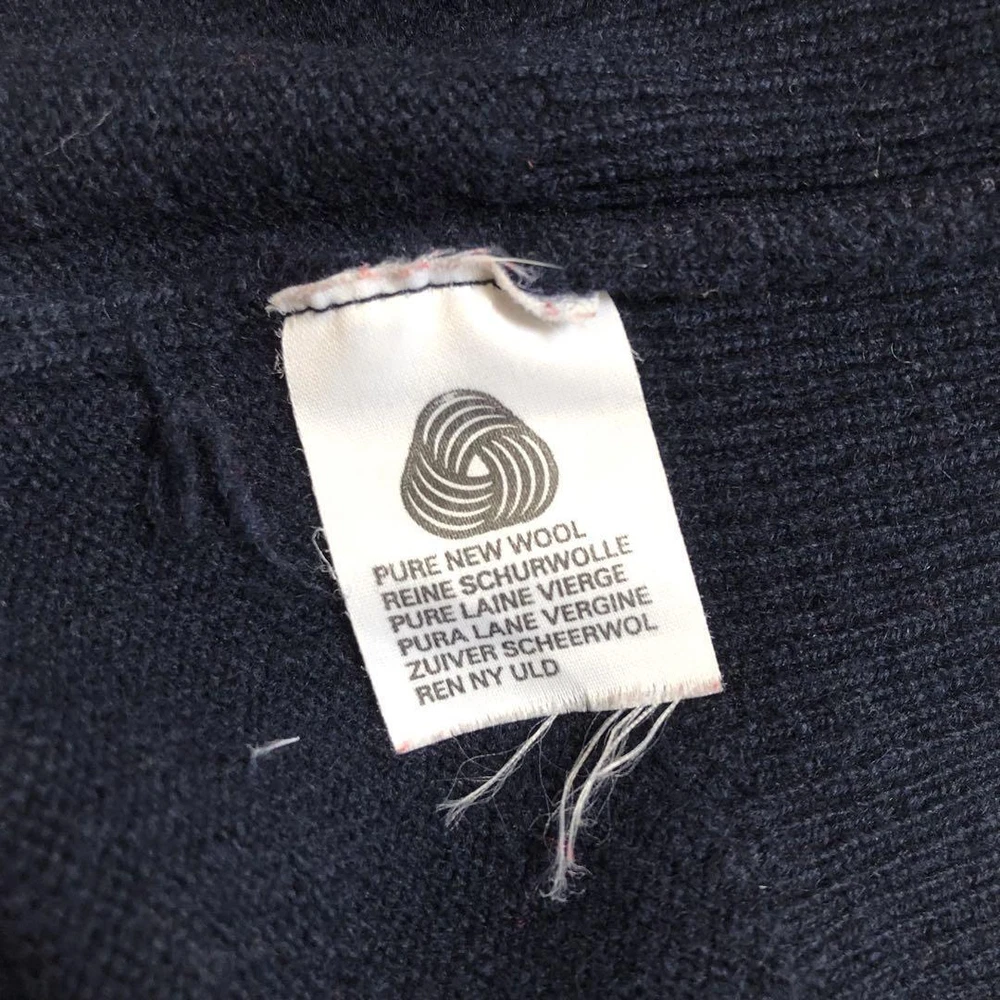 PURE NEW WOOL
REINE SCHURWOLLE
PURE LAINE VIERGE
PURA LANE VERGINE
ZUIVER SCHEERWOL
REN NY ULD